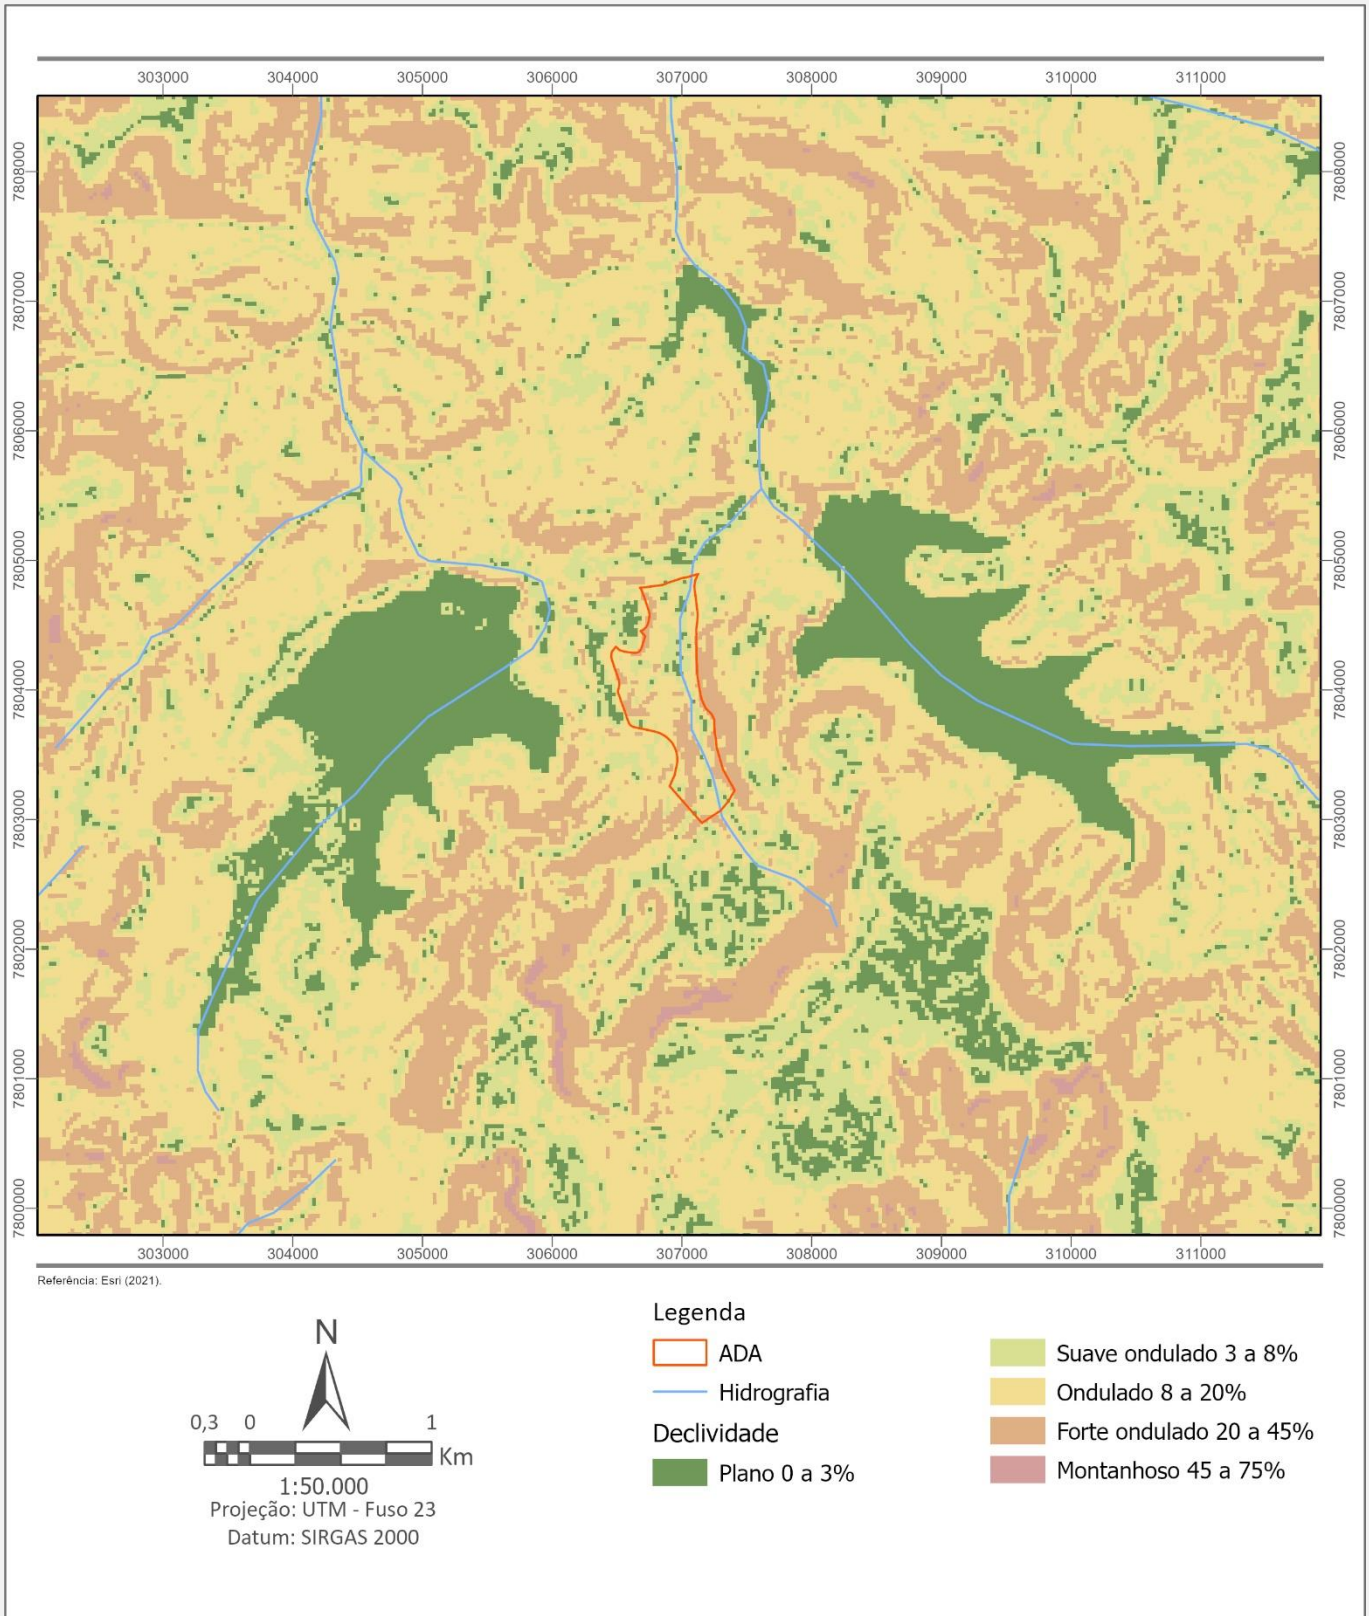 303000 304000 305000 306000 307000 308000 309000 310000 311000
7808000 7808000
7807000 7807000
7806000 7806000
7805000 7805000
7804000 7804000
7803000 7803000
7802000 7802000
7801000 7801000
7800000 7800000
303000 304000 305000 306000 307000 308000 309000 310000 311000
Referência: Esri (2021).
N
0,3 0 1
Km
1:50.000
Projeção: UTM - Fuso 23
Datum: SIRGAS 2000
Legenda
ADA
Hidrografia
Declividade
Plano 0 a 3%
Suave ondulado 3 a 8%
Ondulado 8 a 20%
Forte ondulado 20 a 45%
Montanhoso 45 a 75%